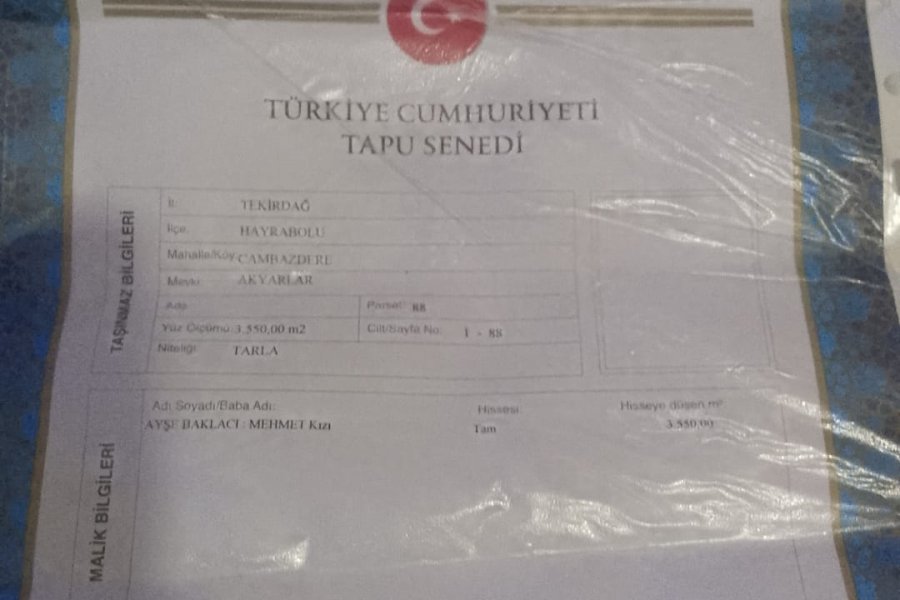 TÜRKİYE CUMHURİYETİ
TAPU SENEDİ
TAŞINMAZ BİLGİLERİ
İl: TEKİRDAĞ
İlçe: HAYRABOLU
Mahalle/Köy: CAMBAZDERE
Mevki: AKYARLAR
Ada: Parsel: 88
Yüz Ölçümü: 3.550,00 m2 Cilt/Sayfa No: 1 - 88
Niteliği: TARLA
MALİK BİLGİLERİ
Adı Soyadı/Baba Adı: Hissesi: Hisseye düşen m²
AYŞE BAKLACI : MEHMET Kızı Tam 3.550,00